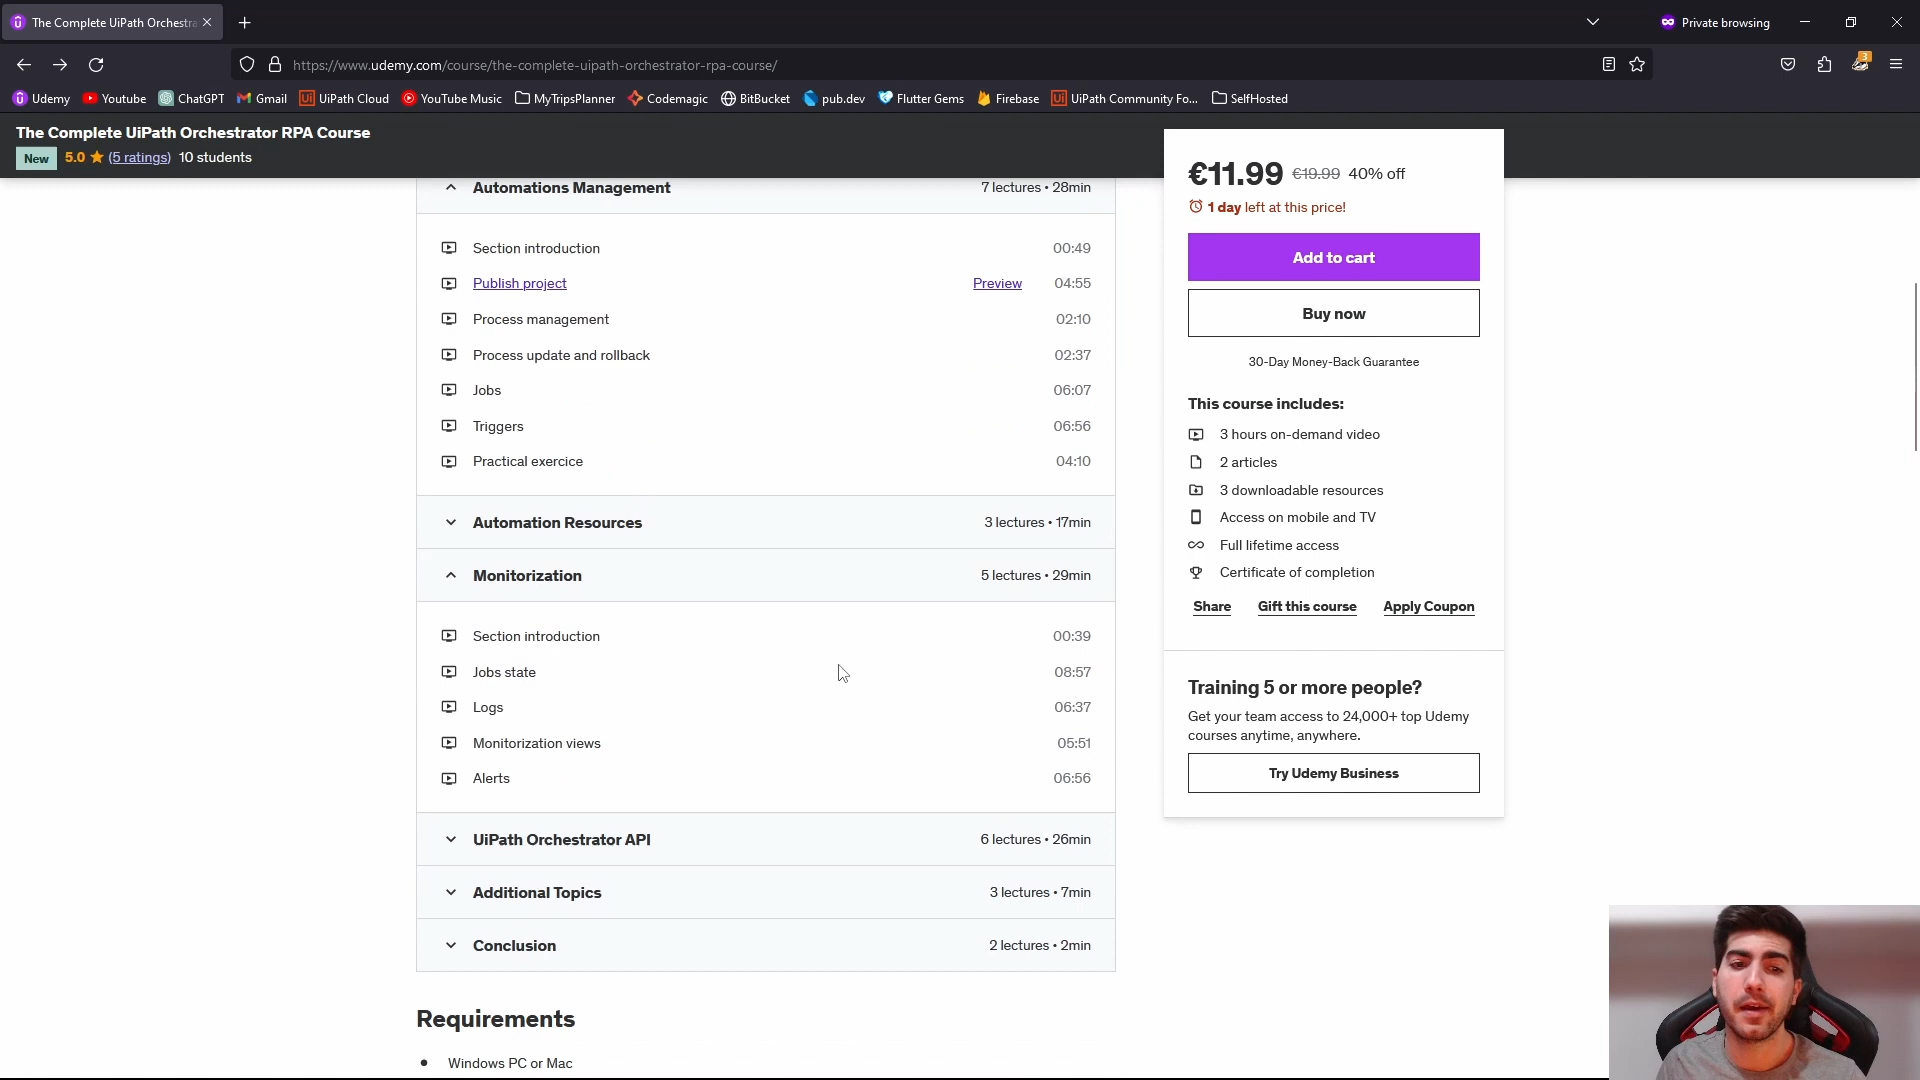 The Complete UiPath Orchestra
Private browsing
https://www.udemy.com/course/the-complete-uipath-orchestrator-rpa-course/
3
Udemy
Youtube
ChatGPT
Gmail
UiPath Cloud
YouTube Music
MyTripsPlanner
Codemagic
BitBucket
pub.dev
Flutter Gems
Firebase
UiPath Community Fo...
SelfHosted
The Complete UiPath Orchestrator RPA Course
New 5.0 (5 ratings) 10 students
Automations Management 7 lectures • 28min
Section introduction 00:49
Publish project Preview 04:55
Process management 02:10
Process update and rollback 02:37
Jobs 06:07
Triggers 06:56
Practical exercice 04:10
Automation Resources 3 lectures • 17min
Monitorization 5 lectures • 29min
Section introduction 00:39
Jobs state 08:57
Logs 06:37
Monitorization views 05:51
Alerts 06:56
UiPath Orchestrator API 6 lectures • 26min
Additional Topics 3 lectures • 7min
Conclusion 2 lectures • 2min
Requirements
• Windows PC or Mac
€11.99 €19.99 40% off
1 day left at this price!
Add to cart
Buy now
30-Day Money-Back Guarantee
This course includes:
3 hours on-demand video
2 articles
3 downloadable resources
Access on mobile and TV
Full lifetime access
Certificate of completion
Share Gift this course Apply Coupon
Training 5 or more people?
Get your team access to 24,000+ top Udemy
courses anytime, anywhere.
Try Udemy Business